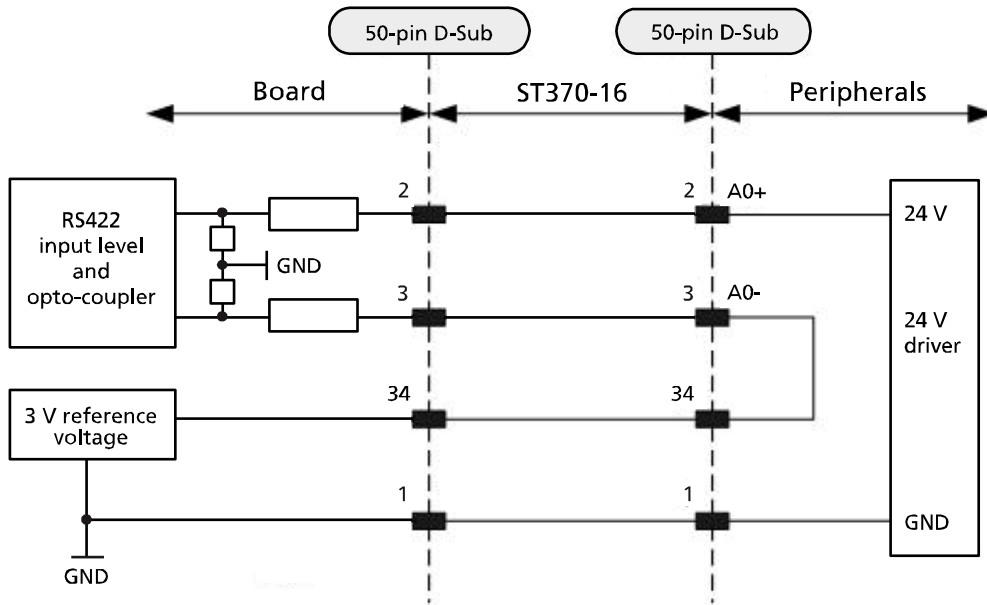 50-pin D-Sub
50-pin D-Sub
Board
ST370-16
Peripherals
2
2
A0+
24 V
RS422
input level
and
opto-coupler
GND
3
3
A0-
24 V
driver
34
34
3 V reference
voltage
1
1
GND
GND